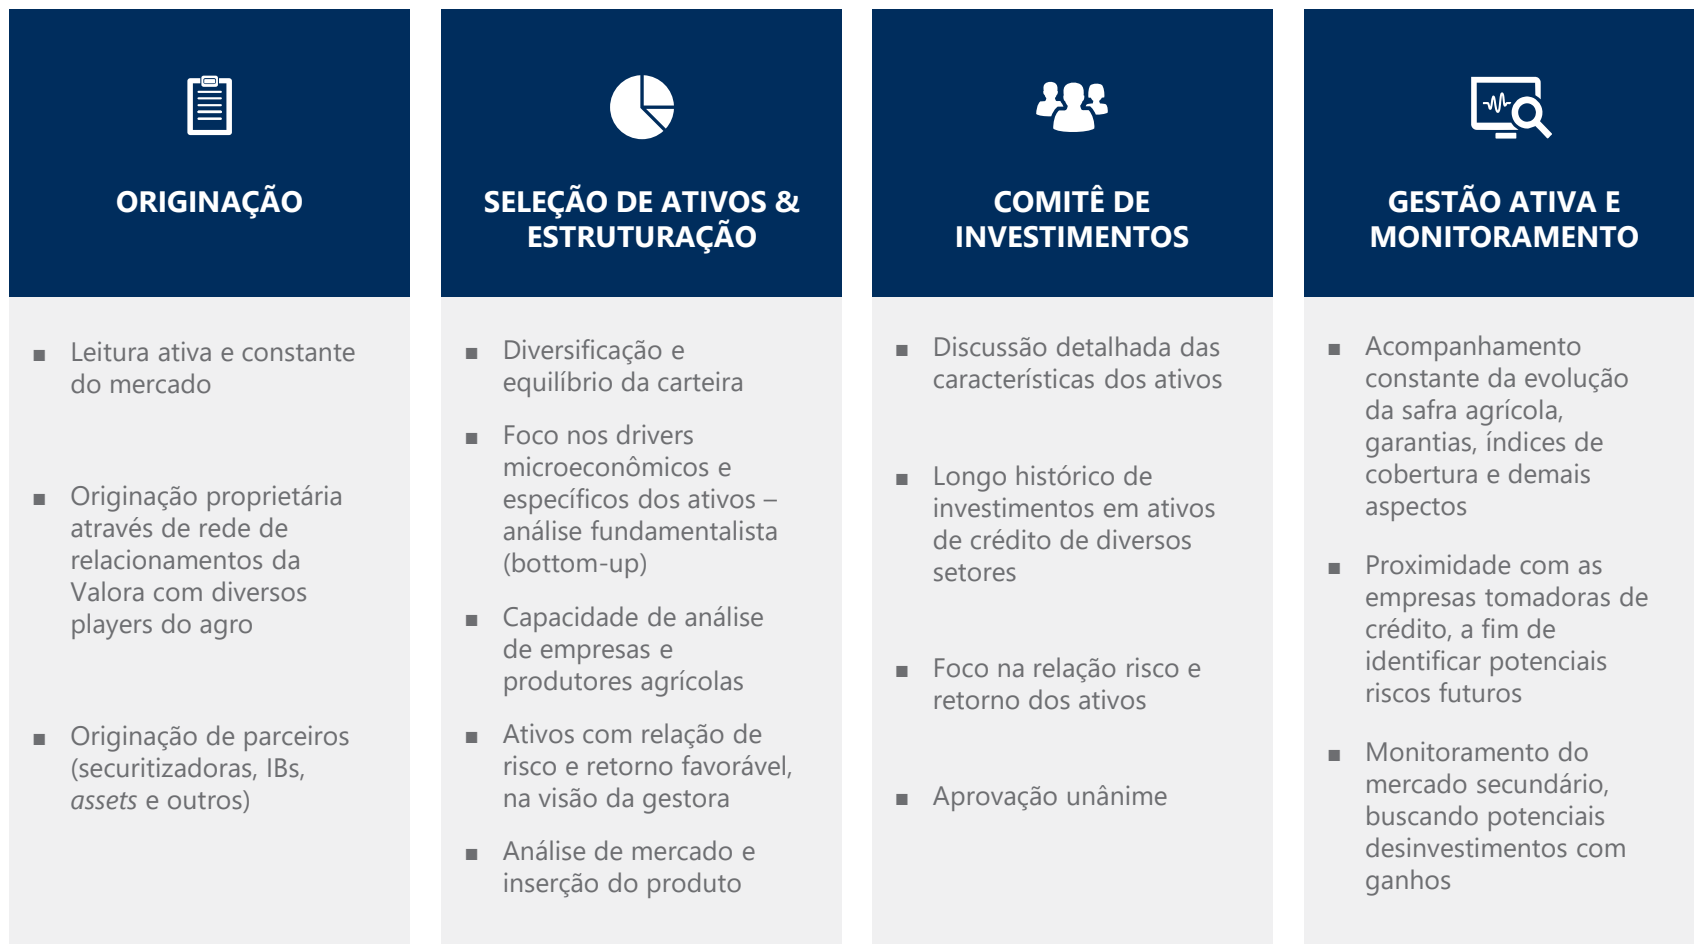 ORIGINAÇÃO
■ Leitura ativa e constante
do mercado
■ Originação proprietária
através de rede de
relacionamentos da
Valora com diversos
players do agro
■ Originação de parceiros
(securitizadoras, IBs,
assets e outros)
SELEÇÃO DE ATIVOS &
ESTRUTURAÇÃO
■ Diversificação e
equilíbrio da carteira
■ Foco nos drivers
microeconômicos e
específicos dos ativos –
análise fundamentalista
(bottom-up)
■ Capacidade de análise
de empresas e
produtores agrícolas
■ Ativos com relação de
risco e retorno favorável,
na visão da gestora
■ Análise de mercado e
inserção do produto
COMITÊ DE
INVESTIMENTOS
■ Discussão detalhada das
características dos ativos
■ Longo histórico de
investimentos em ativos
de crédito de diversos
setores
■ Foco na relação risco e
retorno dos ativos
■ Aprovação unânime
GESTÃO ATIVA E
MONITORAMENTO
■ Acompanhamento
constante da evolução
da safra agrícola,
garantias, índices de
cobertura e demais
aspectos
■ Proximidade com as
empresas tomadoras de
crédito, a fim de
identificar potenciais
riscos futuros
■ Monitoramento do
mercado secundário,
buscando potenciais
desinvestimentos com
ganhos